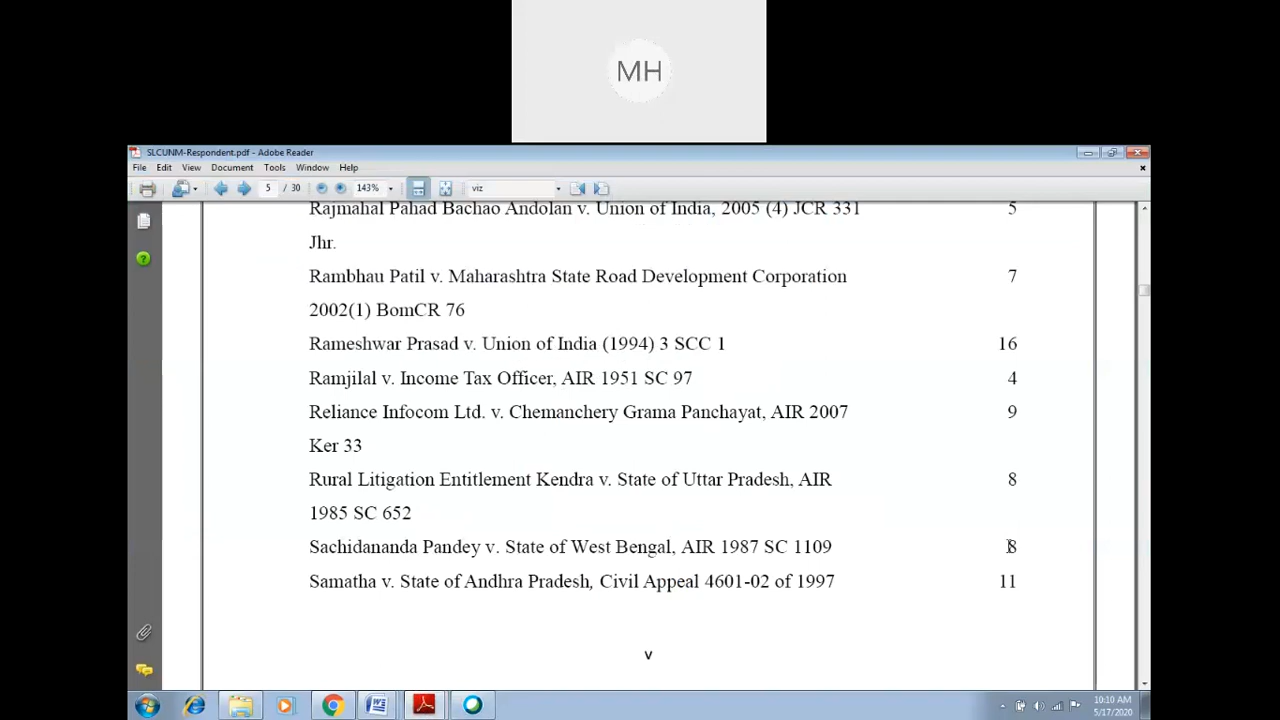 MH
SLCUNM-Respondent.pdf - Adobe Reader
File Edit View Document Tools Window Help
5 / 30 143% viz
Rajmahal Pahad Bachao Andolan v. Union of India, 2005 (4) JCR 331 5
Jhr.
Rambhau Patil v. Maharashtra State Road Development Corporation 7
2002(1) BomCR 76
Rameshwar Prasad v. Union of India (1994) 3 SCC 1 16
Ramjilal v. Income Tax Officer, AIR 1951 SC 97 4
Reliance Infocom Ltd. v. Chemanchery Grama Panchayat, AIR 2007 9
Ker 33
Rural Litigation Entitlement Kendra v. State of Uttar Pradesh, AIR 8
1985 SC 652
Sachidananda Pandey v. State of West Bengal, AIR 1987 SC 1109 8
Samatha v. State of Andhra Pradesh, Civil Appeal 4601-02 of 1997 11
v
10:10 AM
5/17/2020